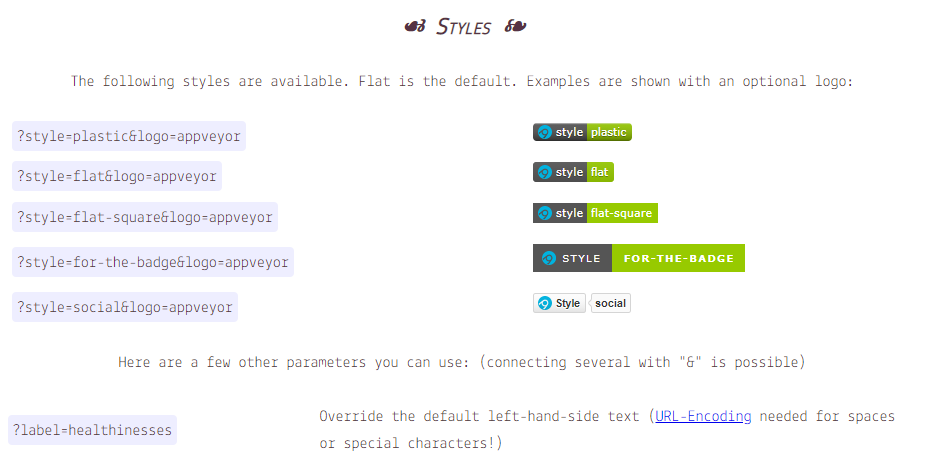 Styles
The following styles are available. Flat is the default. Examples are shown with an optional logo:
?style=plastic&logo=appveyor style plastic
?style=flat&logo=appveyor style flat
?style=flat-square&logo=appveyor style flat-square
?style=for-the-badge&logo=appveyor STYLE FOR-THE-BADGE
?style=social&logo=appveyor Style social
Here are a few other parameters you can use: (connecting several with "&" is possible)
?label=healthinesses Override the default left-hand-side text (URL-Encoding needed for spaces
or special characters!)